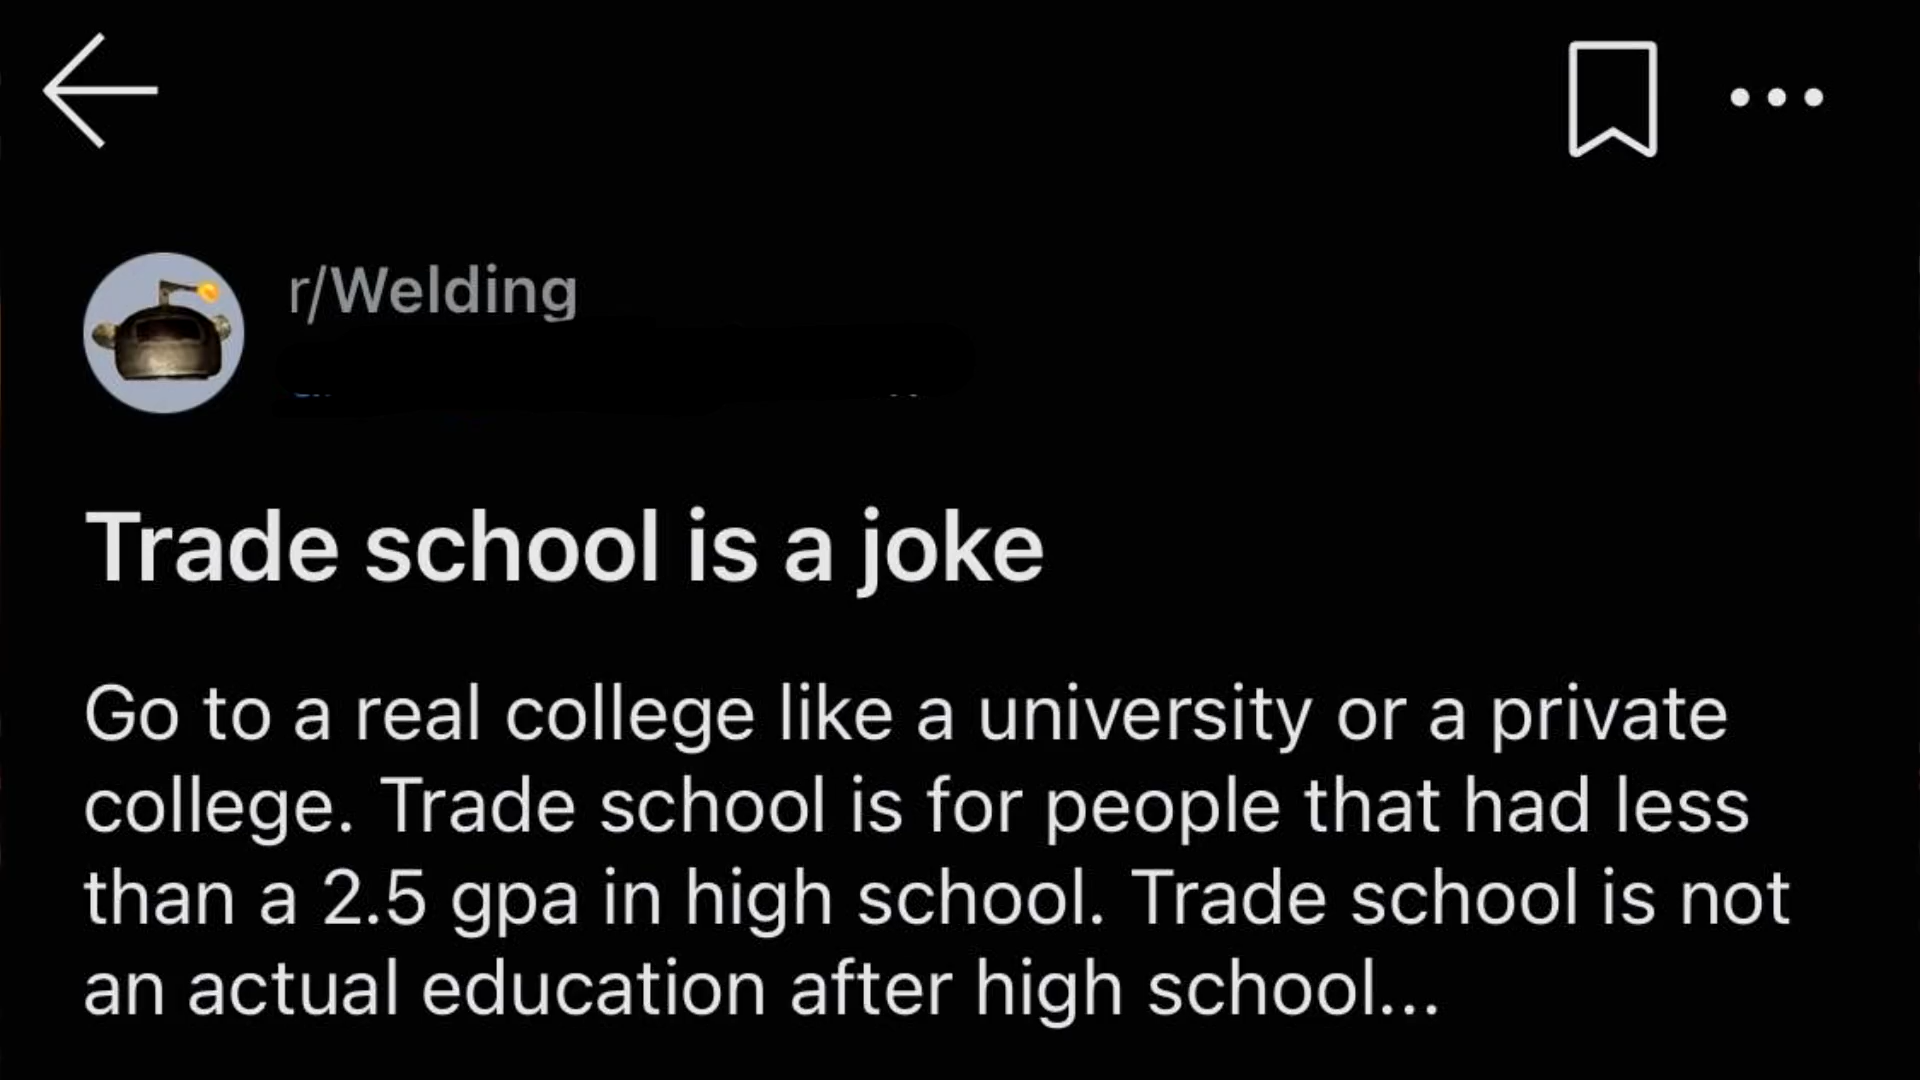 r/Welding
Trade school is a joke
Go to a real college like a university or a private
college. Trade school is for people that had less
than a 2.5 gpa in high school. Trade school is not
an actual education after high school...